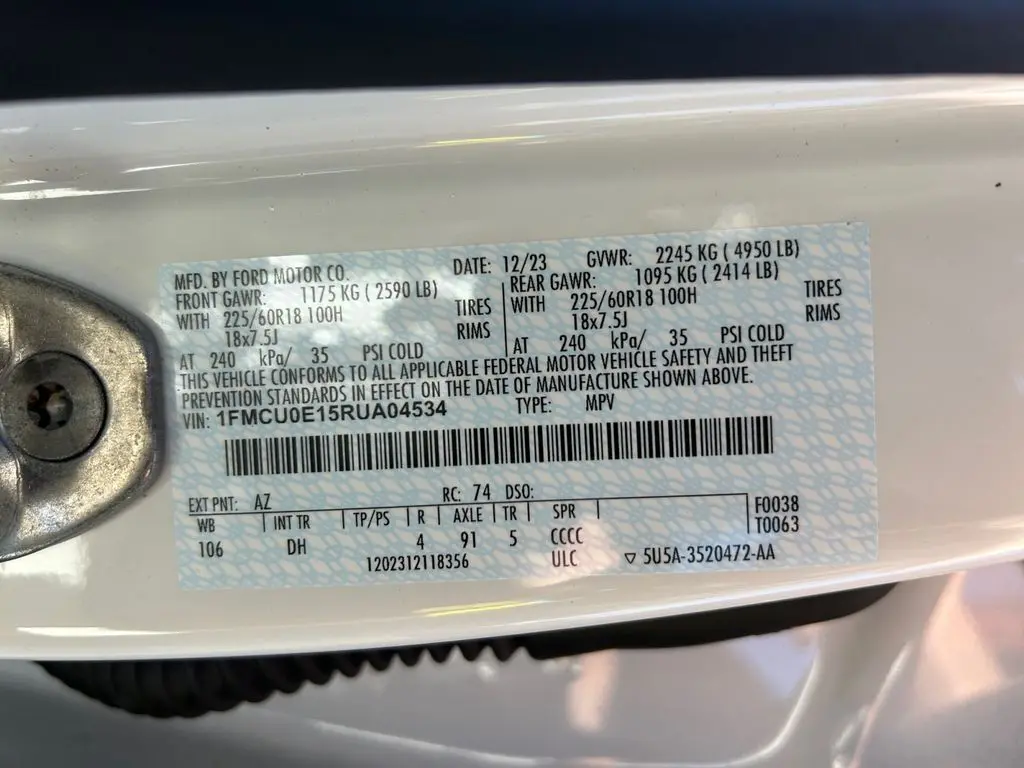 MFD. BY FORD MOTOR CO. DATE: 12/23 GVWR: 2245 KG ( 4950 LB)
FRONT GAWR: 1175 KG ( 2590 LB) REAR GAWR: 1095 KG ( 2414 LB)
WITH 225/60R18 100H TIRES WITH 225/60R18 100H TIRES
18x7.5J RIMS 18x7.5J RIMS
AT 240 kPa/ 35 PSI COLD AT 240 kPa/ 35 PSI COLD
THIS VEHICLE CONFORMS TO ALL APPLICABLE FEDERAL MOTOR VEHICLE SAFETY AND THEFT
PREVENTION STANDARDS IN EFFECT ON THE DATE OF MANUFACTURE SHOWN ABOVE.
VIN: 1FMCU0E15RUA04534 TYPE: MPV
EXT PNT: AZ RC: 74 DSO:
WB INT TR TP/PS R AXLE TR SPR F0038
106 DH 4 91 5 CCCC T0063
1202312118356 ULC ▽ 5U5A-3520472-AA